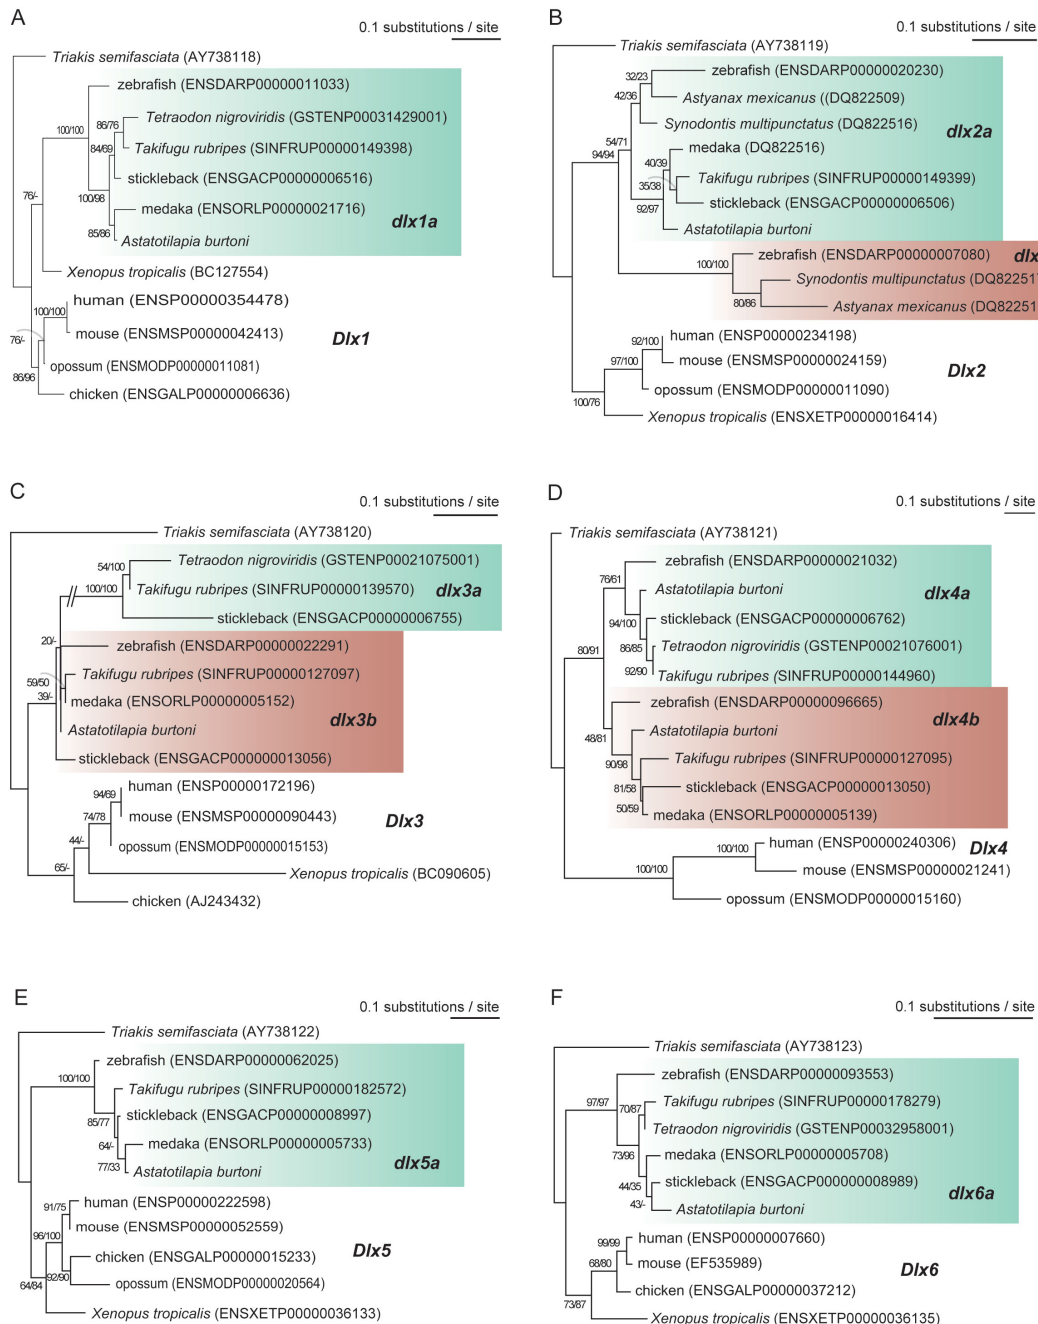 A
0.1 substitutions / site
Triakis semifasciata (AY738118)
zebrafish (ENSDARP00000011033)
86/76
Tetraodon nigroviridis (GSTENP00031429001)
100/100
84/69
Takifugu rubripes (SINFRUP00000149398)
stickleback (ENSGACP00000006516)
76/-
100/98
medaka (ENSORLP00000021716)
dlx1a
85/86
Astatotilapia burtoni
Xenopus tropicalis (BC127554)
human (ENSP00000354478)
100/100
mouse (ENSMSP00000042413)
Dlx1
76/-
opossum (ENSMODP00000011081)
86/96
chicken (ENSGALP00000006636)
B
0.1 substitutions / site
Triakis semifasciata (AY738119)
32/23
zebrafish (ENSDARP00000020230)
42/36
Astyanax mexicanus ((DQ822509)
Synodontis multipunctatus (DQ822516)
dlx2a
54/71
medaka (DQ822516)
94/94
40/39
Takifugu rubripes (SINFRUP00000149399)
35/38
stickleback (ENSGACP00000006506)
92/97
Astatotilapia burtoni
zebrafish (ENSDARP00000007080)
dlx
100/100
Synodontis multipunctatus (DQ82251
80/86
Astyanax mexicanus (DQ82251
human (ENSP00000234198)
92/100
mouse (ENSMSP00000024159)
97/100
Dlx2
opossum (ENSMODP00000011090)
100/76
Xenopus tropicalis (ENSXETP00000016414)
C
0.1 substitutions / site
Triakis semifasciata (AY738120)
Tetraodon nigroviridis (GSTENP00021075001)
54/100
100/100
Takifugu rubripes (SINFRUP00000139570)
dlx3a
stickleback (ENSGACP00000006755)
20/-
zebrafish (ENSDARP00000022291)
59/50
Takifugu rubripes (SINFRUP00000127097)
39/-
medaka (ENSORLP00000005152)
dlx3b
Astatotilapia burtoni
stickleback (ENSGACP000000013056)
human (ENSP00000172196)
94/69
mouse (ENSMSP00000090443)
Dlx3
74/78
opossum (ENSMODP00000015153)
44/-
65/-
Xenopus tropicalis (BC090605)
chicken (AJ243432)
D
0.1 substitutions / site
Triakis semifasciata (AY738121)
zebrafish (ENSDARP00000021032)
76/61
Astatotilapia burtoni
dlx4a
94/100
stickleback (ENSGACP00000006762)
86/85
Tetraodon nigroviridis (GSTENP00021076001)
80/91
92/90
Takifugu rubripes (SINFRUP00000144960)
zebrafish (ENSDARP00000096665)
dlx4b
48/81
Astatotilapia burtoni
90/98
Takifugu rubripes (SINFRUP00000127095)
81/58
stickleback (ENSGACP00000013050)
50/59
medaka (ENSORLP00000005139)
human (ENSP00000240306)
Dlx4
100/100
mouse (ENSMSP00000021241)
100/100
opossum (ENSMODP00000015160)
E
0.1 substitutions / site
Triakis semifasciata (AY738122)
zebrafish (ENSDARP00000062025)
100/100
Takifugu rubripes (SINFRUP00000182572)
85/77
stickleback (ENSGACP00000008997)
64/-
medaka (ENSORLP00000005733)
dlx5a
77/33
Astatotilapia burtoni
human (ENSP00000222598)
91/75
mouse (ENSMSP00000052559)
96/100
Dlx5
chicken (ENSGALP00000015233)
64/84
92/90
opossum (ENSMODP00000020564)
Xenopus tropicalis (ENSXETP00000036133)
F
0.1 substitutions / site
Triakis semifasciata (AY738123)
zebrafish (ENSDARP00000093553)
97/97
70/87
Takifugu rubripes (SINFRUP00000178279)
Tetraodon nigroviridis (GSTENP00032958001)
73/96
medaka (ENSORLP00000005708)
44/35
stickleback (ENSGACP000000008989)
dlx6a
43/-
Astatotilapia burtoni
human (ENSP00000007660)
99/99
mouse (EF535989)
Dlx6
68/80
chicken (ENSGALP00000037212)
73/87
Xenopus tropicalis (ENSXETP00000036135)